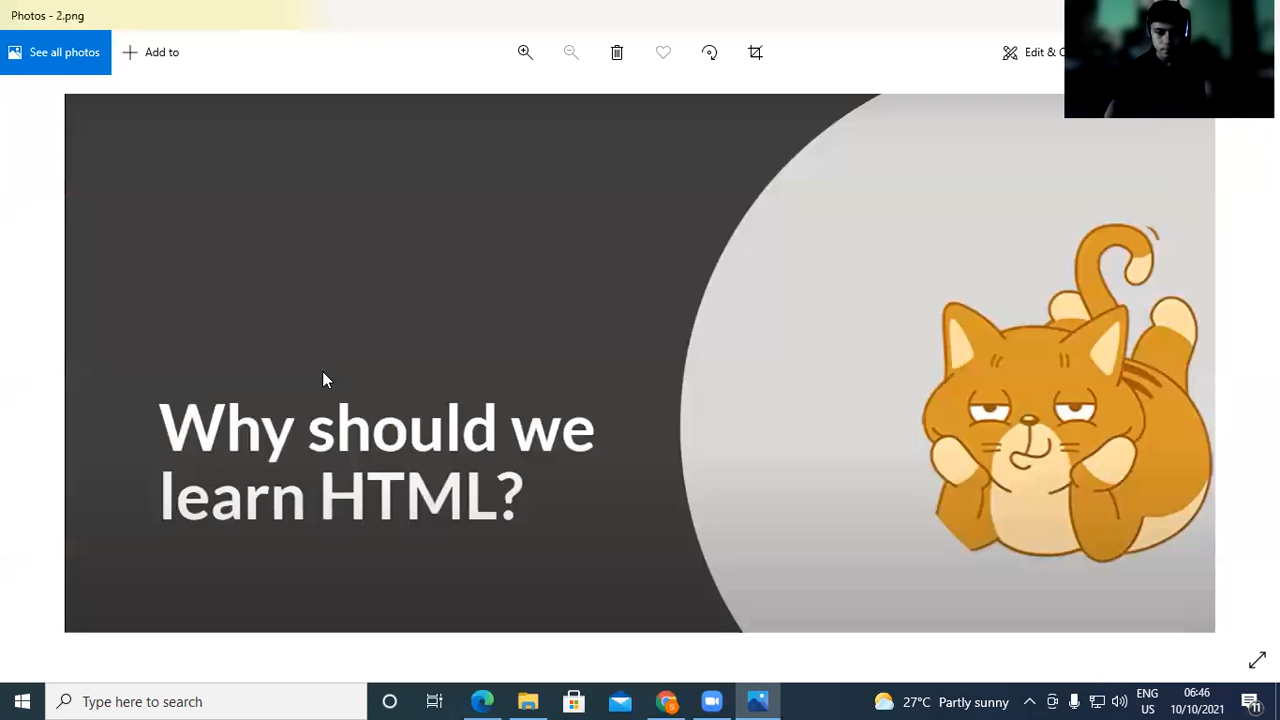 Photos - 2.png
See all photos
Add to
Edit & C
Why should we
learn HTML?
Type here to search
27°C Partly sunny
ENG
US
06:46
10/10/2021
11